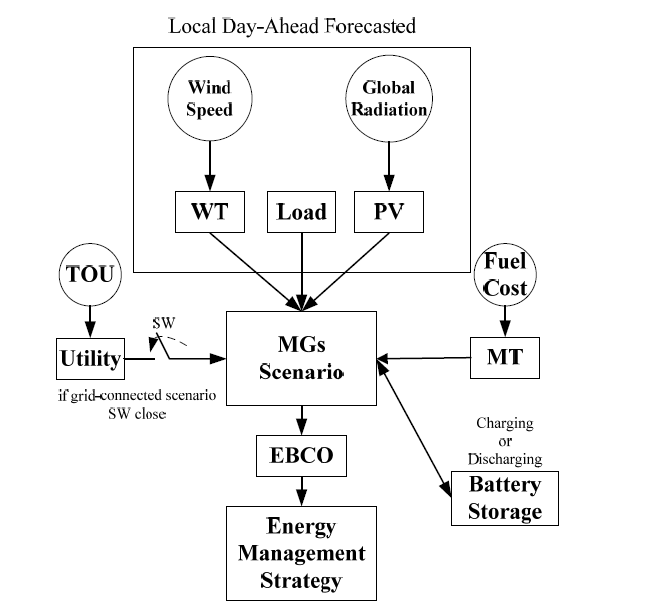 Local Day-Ahead Forecasted
Wind
Speed
Global
Radiation
WT
Load
PV
TOU
Fuel
Cost
SW
Utility
MGs
Scenario
MT
if grid-connected scenario
SW close
Charging
or
Discharging
EBCO
Battery
Storage
Energy
Management
Strategy